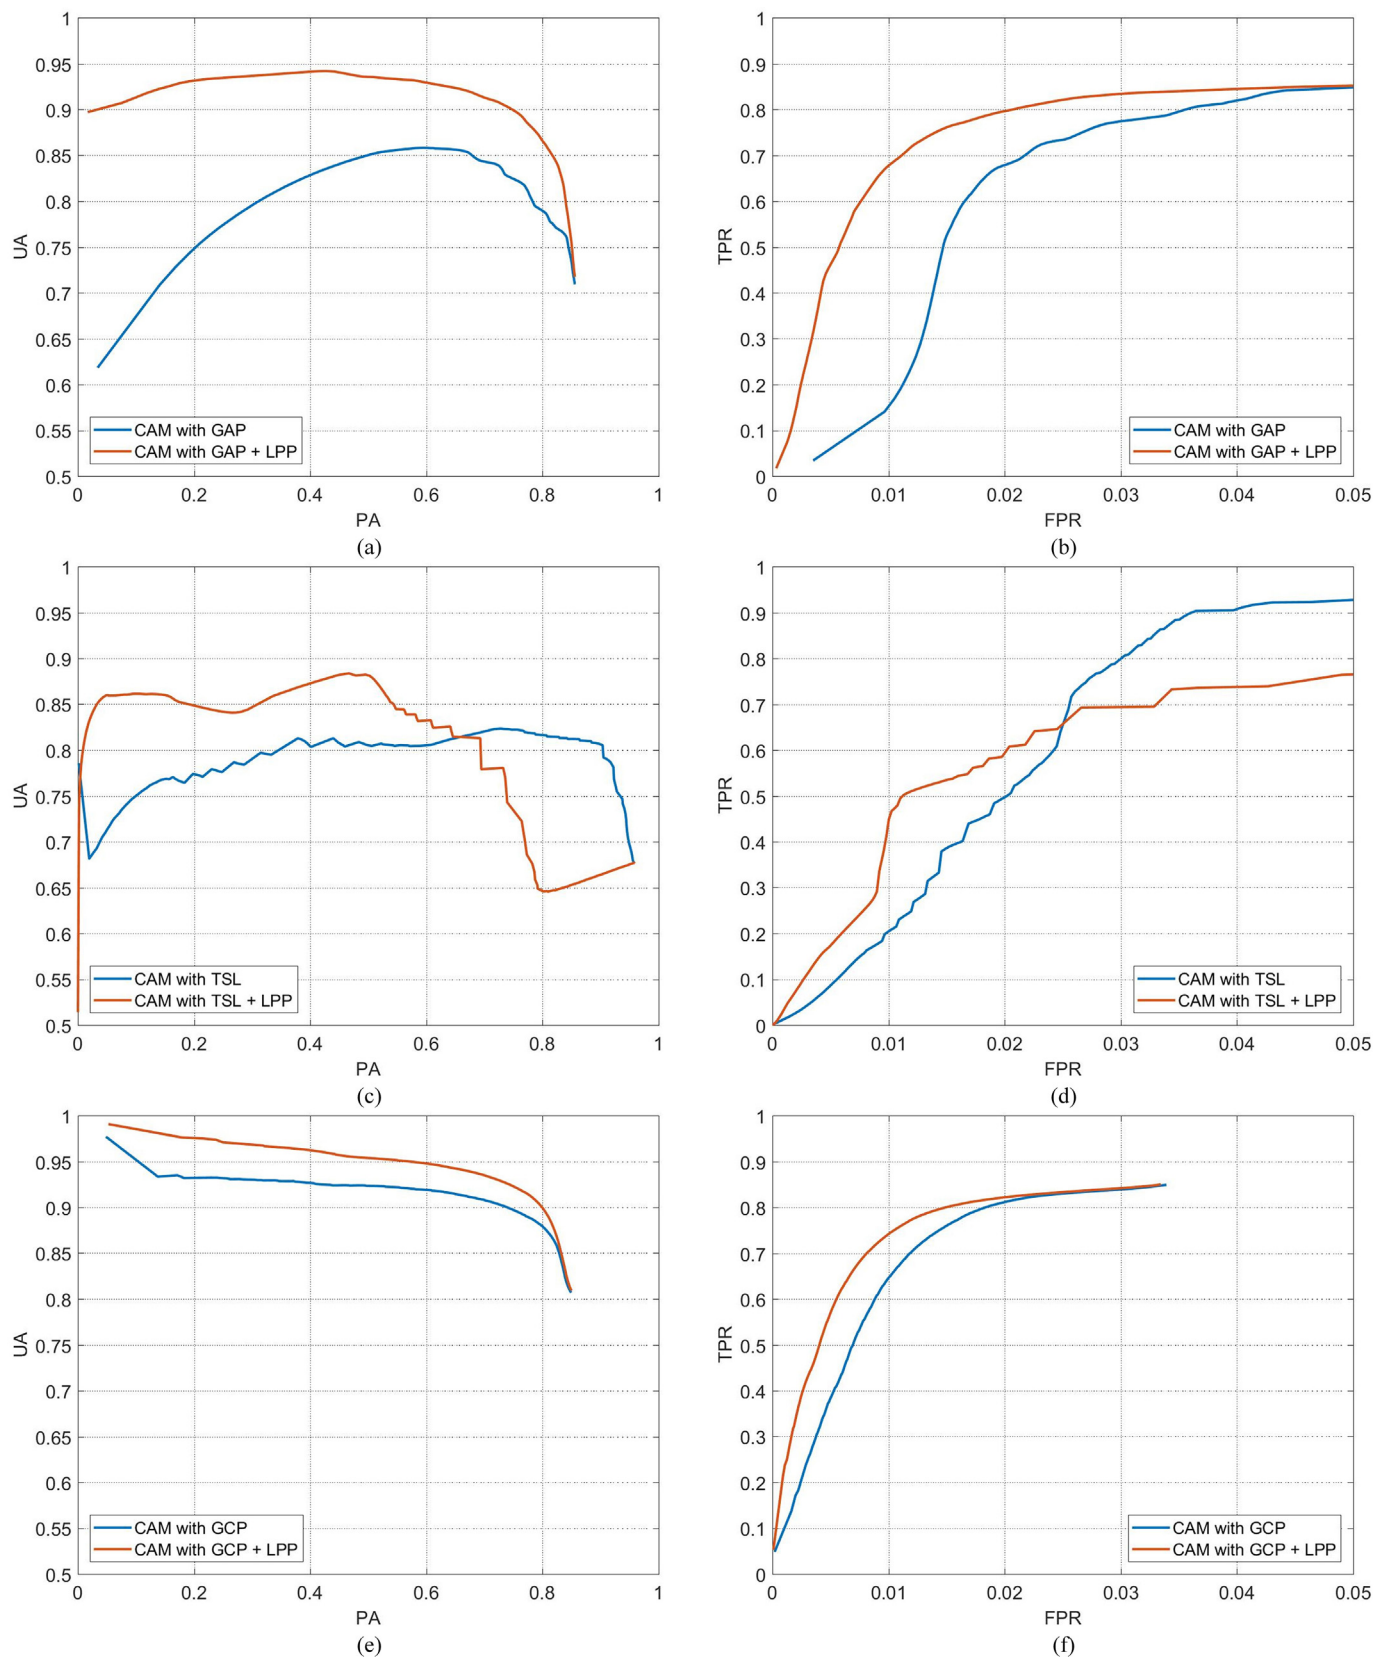 1
0.95
0.9
0.85
0.8
0.75
0.7
0.65
0.6
0.55
0.5
UA
0 0.2 0.4 0.6 0.8 1
PA
CAM with GAP
CAM with GAP + LPP
(a)
1
0.9
0.8
0.7
0.6
0.5
0.4
0.3
0.2
0.1
0
TPR
0 0.01 0.02 0.03 0.04 0.05
FPR
CAM with GAP
CAM with GAP + LPP
(b)
1
0.95
0.9
0.85
0.8
0.75
0.7
0.65
0.6
0.55
0.5
UA
0 0.2 0.4 0.6 0.8 1
PA
CAM with TSL
CAM with TSL + LPP
(c)
1
0.9
0.8
0.7
0.6
0.5
0.4
0.3
0.2
0.1
0
TPR
0 0.01 0.02 0.03 0.04 0.05
FPR
CAM with TSL
CAM with TSL + LPP
(d)
1
0.95
0.9
0.85
0.8
0.75
0.7
0.65
0.6
0.55
0.5
UA
0 0.2 0.4 0.6 0.8 1
PA
CAM with GCP
CAM with GCP + LPP
(e)
1
0.9
0.8
0.7
0.6
0.5
0.4
0.3
0.2
0.1
0
TPR
0 0.01 0.02 0.03 0.04 0.05
FPR
CAM with GCP
CAM with GCP + LPP
(f)